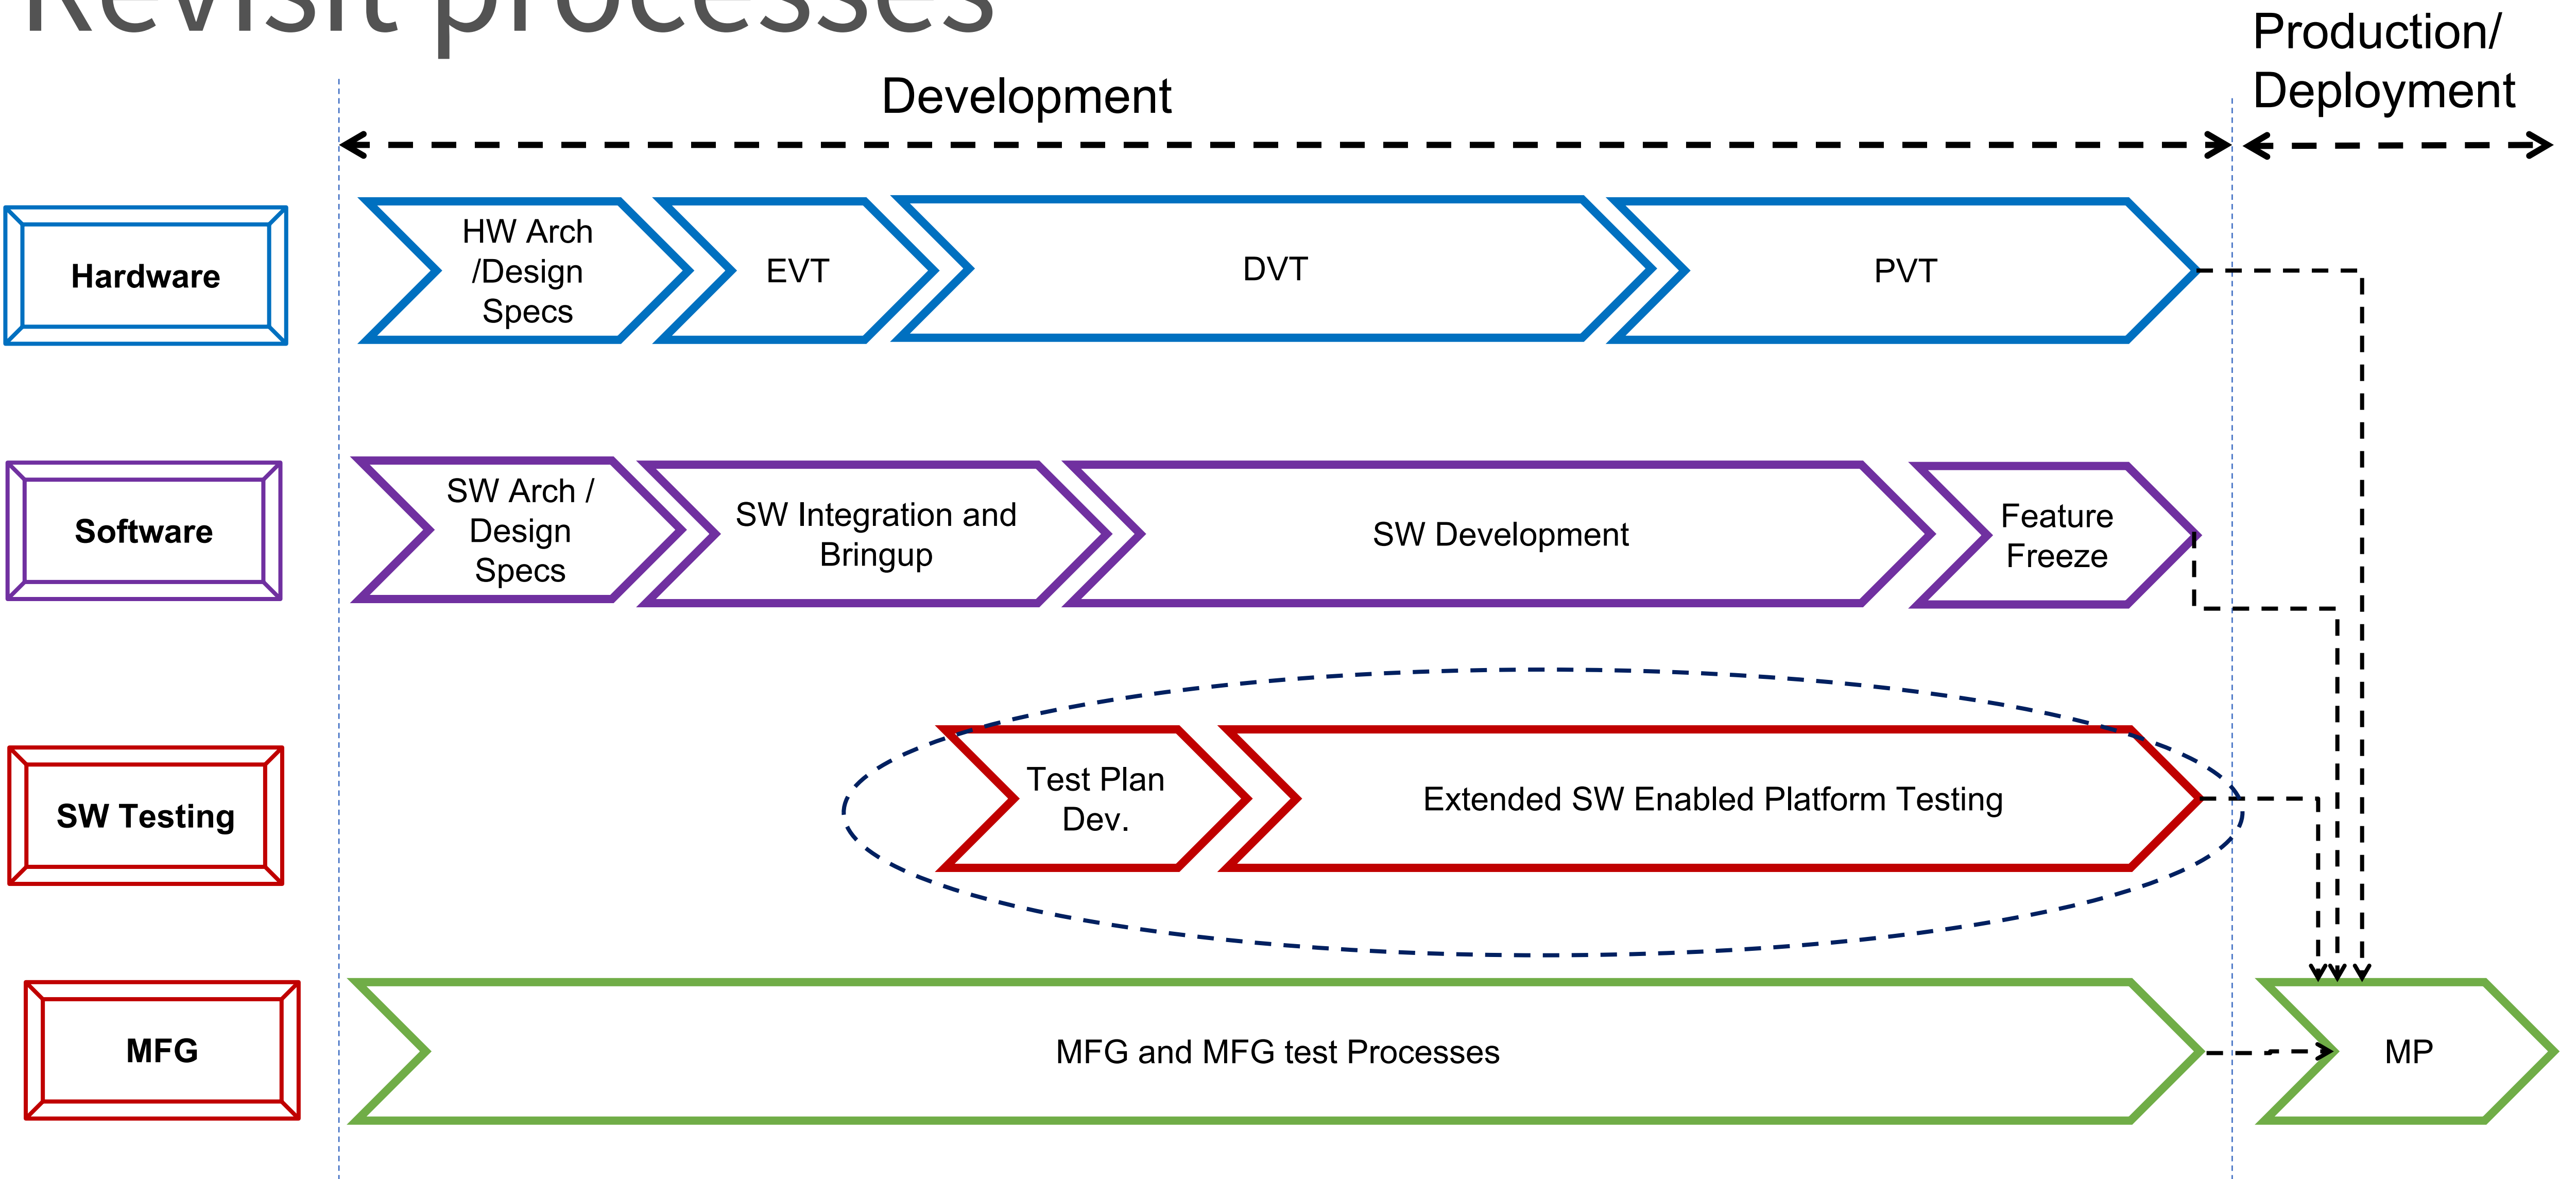 Revisit processes
Production/
Deployment
Development
Hardware
HW Arch
/Design
Specs
EVT
DVT
PVT
Software
SW Arch /
Design
Specs
SW Integration and
Bringup
SW Development
Feature
Freeze
SW Testing
Test Plan
Dev.
Extended SW Enabled Platform Testing
MFG
MFG and MFG test Processes
MP